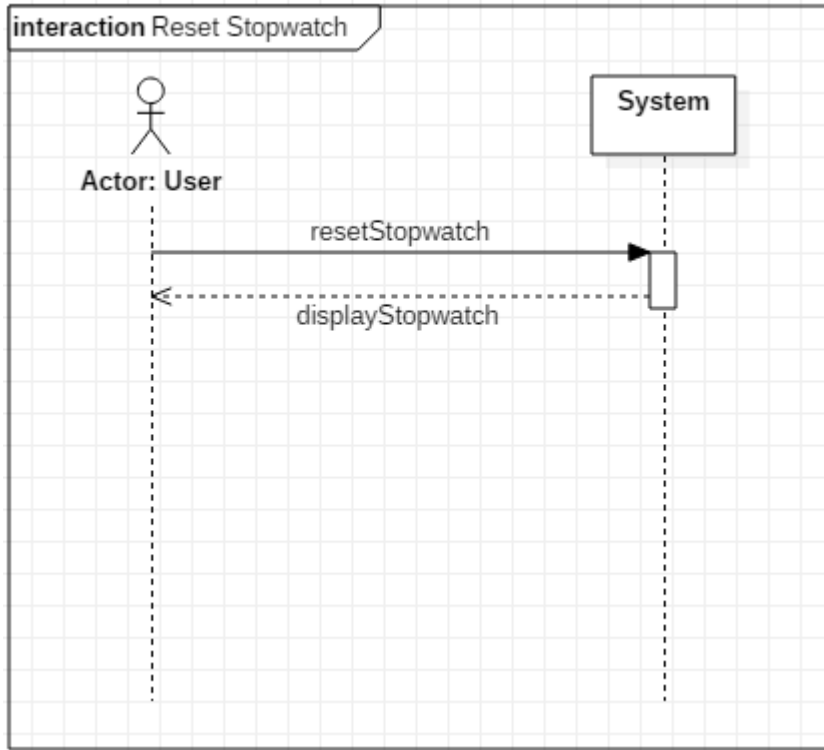 interaction Reset Stopwatch
System
Actor: User
resetStopwatch
displayStopwatch